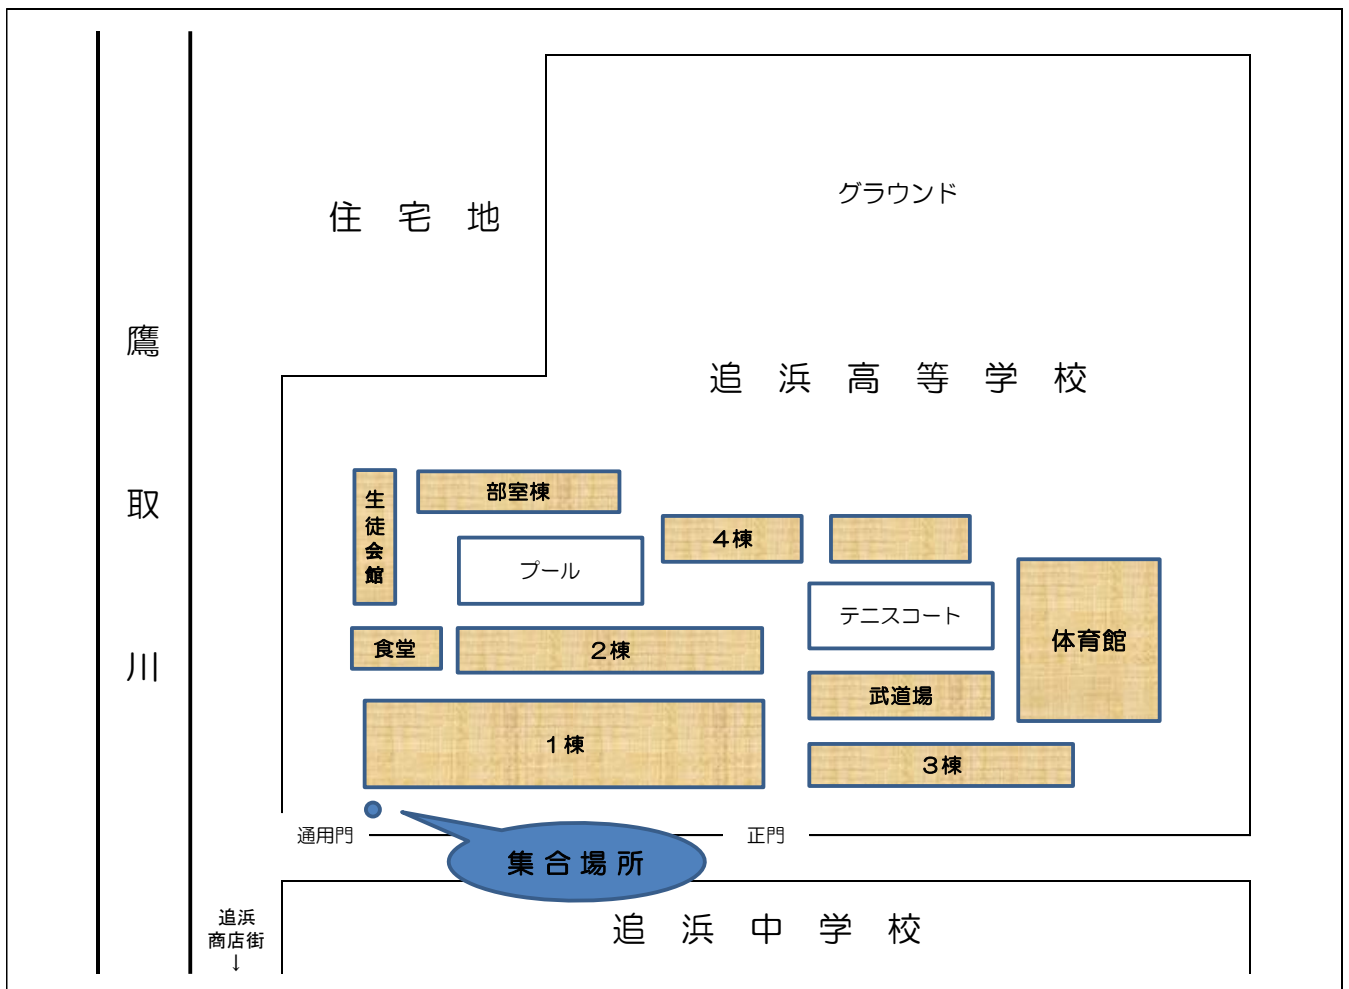 グラウンド
住宅地
鷹取川
追浜高等学校
生徒会館
部室棟
4棟
プール
テニスコート
体育館
食堂
2棟
武道場
1棟
3棟
通用門
正門
集合場所
追浜
商店街
↓
追浜中学校